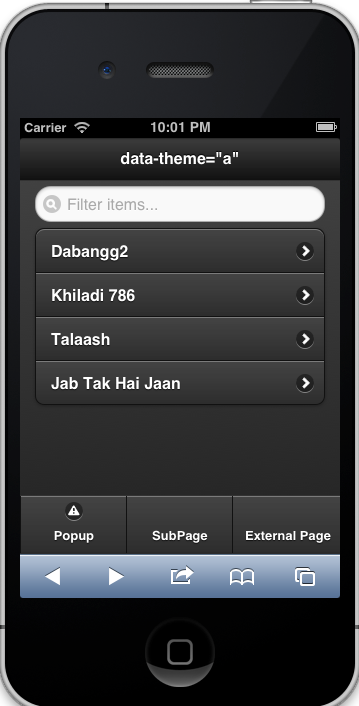 Carrier 10:01 PM
data-theme="a"
Filter items...
Dabangg2
Khiladi 786
Talaash
Jab Tak Hai Jaan
Popup SubPage External Page